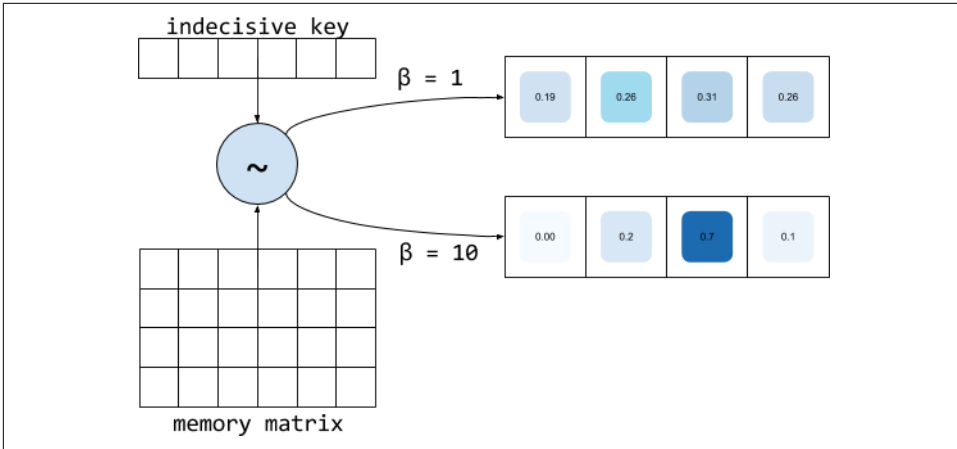 indecisive key
β = 1
0.19 0.26 0.31 0.26
~
0.00 0.2 0.7 0.1
β = 10
memory matrix